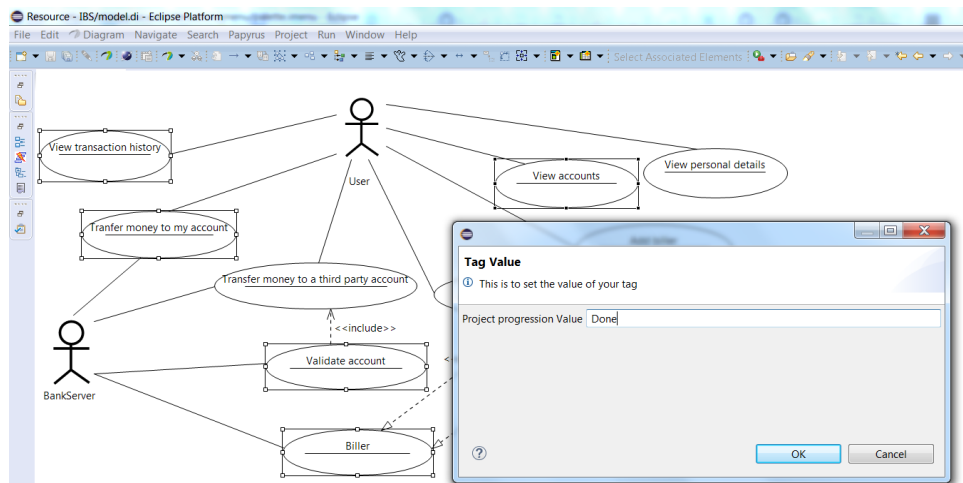 Resource - IBS/model.di - Eclipse Platform
File Edit Diagram Navigate Search Papyrus Project Run Window Help
Select Associated Elements
User
View transaction history
View accounts
View personal details
Tranfer money to my account
Add biller
Transfer money to a third party account
<<include>>
Validate account
BankServer
Biller
Tag Value
This is to set the value of your tag
Project progression Value Done
OK Cancel